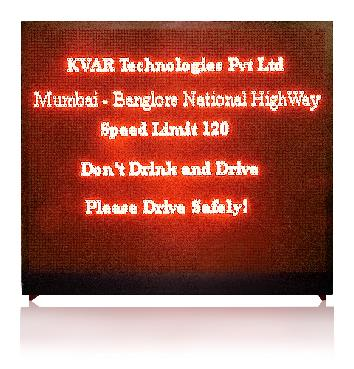 KVAR Technologies Pvt Ltd
Mumbai - Banglore National HighWay
Speed Limit 120
Don't Drink and Drive
Please Drive Safely!